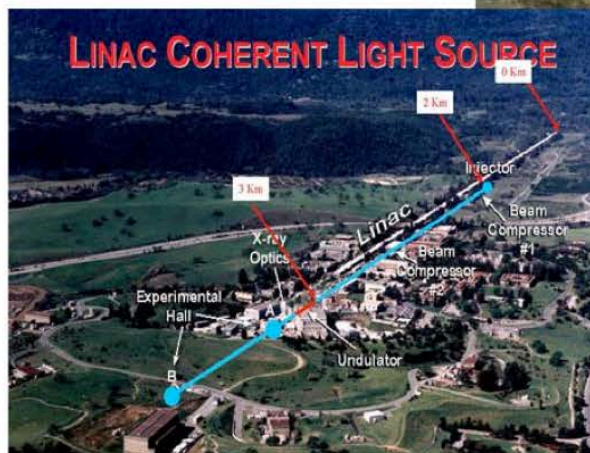 LINAC COHERENT LIGHT SOURCE
0 Km
2 Km
Injector
3 Km
Linac
Beam
Compressor
#1
X-ray
Optics
Beam
Compressor
#2
Experimental
Hall
A
Undulator
B